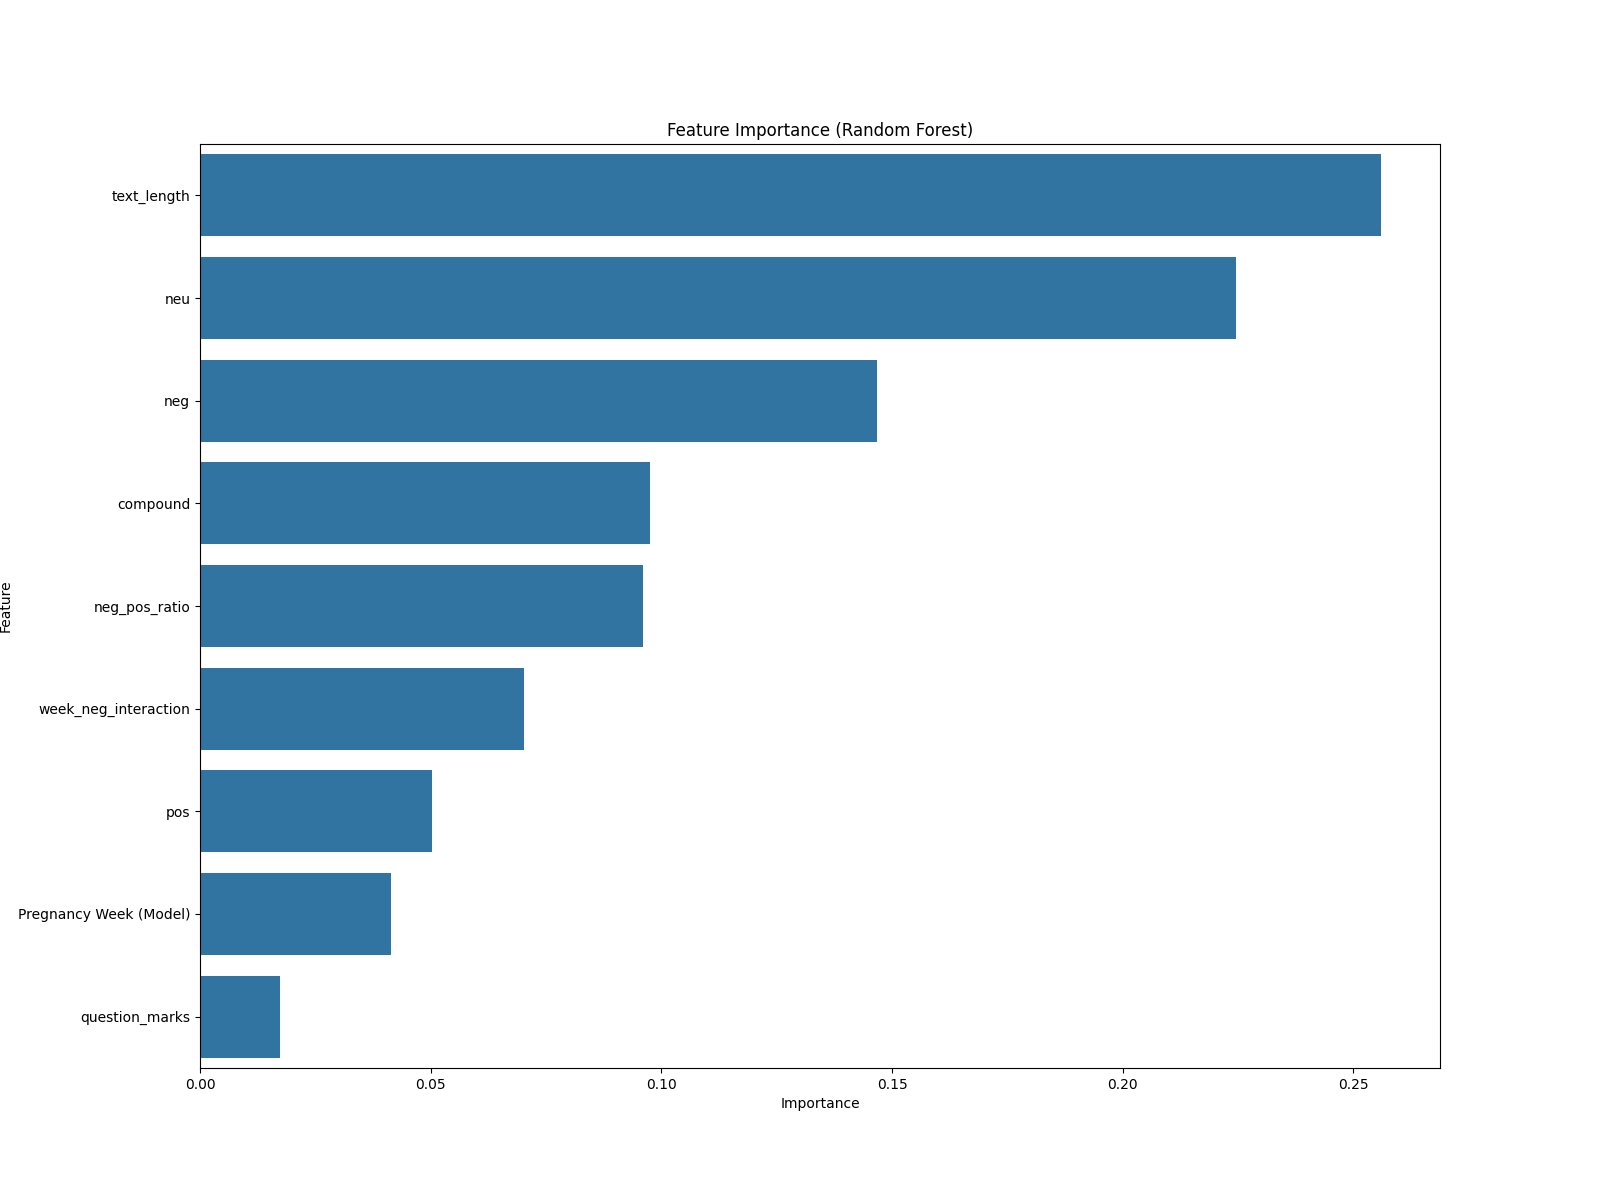 Feature Importance (Random Forest)
text_length
neu
neg
compound
neg_pos_ratio
week_neg_interaction
pos
Pregnancy Week (Model)
question_marks
Feature
0.00 0.05 0.10 0.15 0.20 0.25
Importance